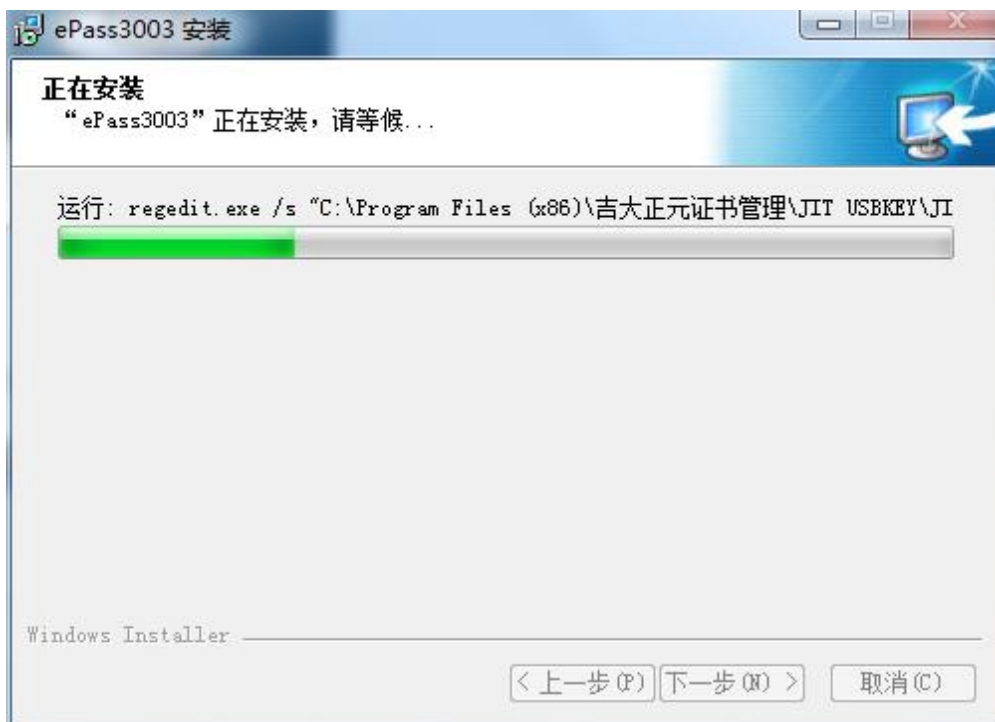 ePass3003 安装
正在安装
“ePass3003”正在安装，请等候...
运行: regedit.exe /s "C:\Program Files (x86)\吉大正元证书管理\JIT USBKEY\JI
Windows Installer
< 上一步(P) 下一步(N) > 取消(C)